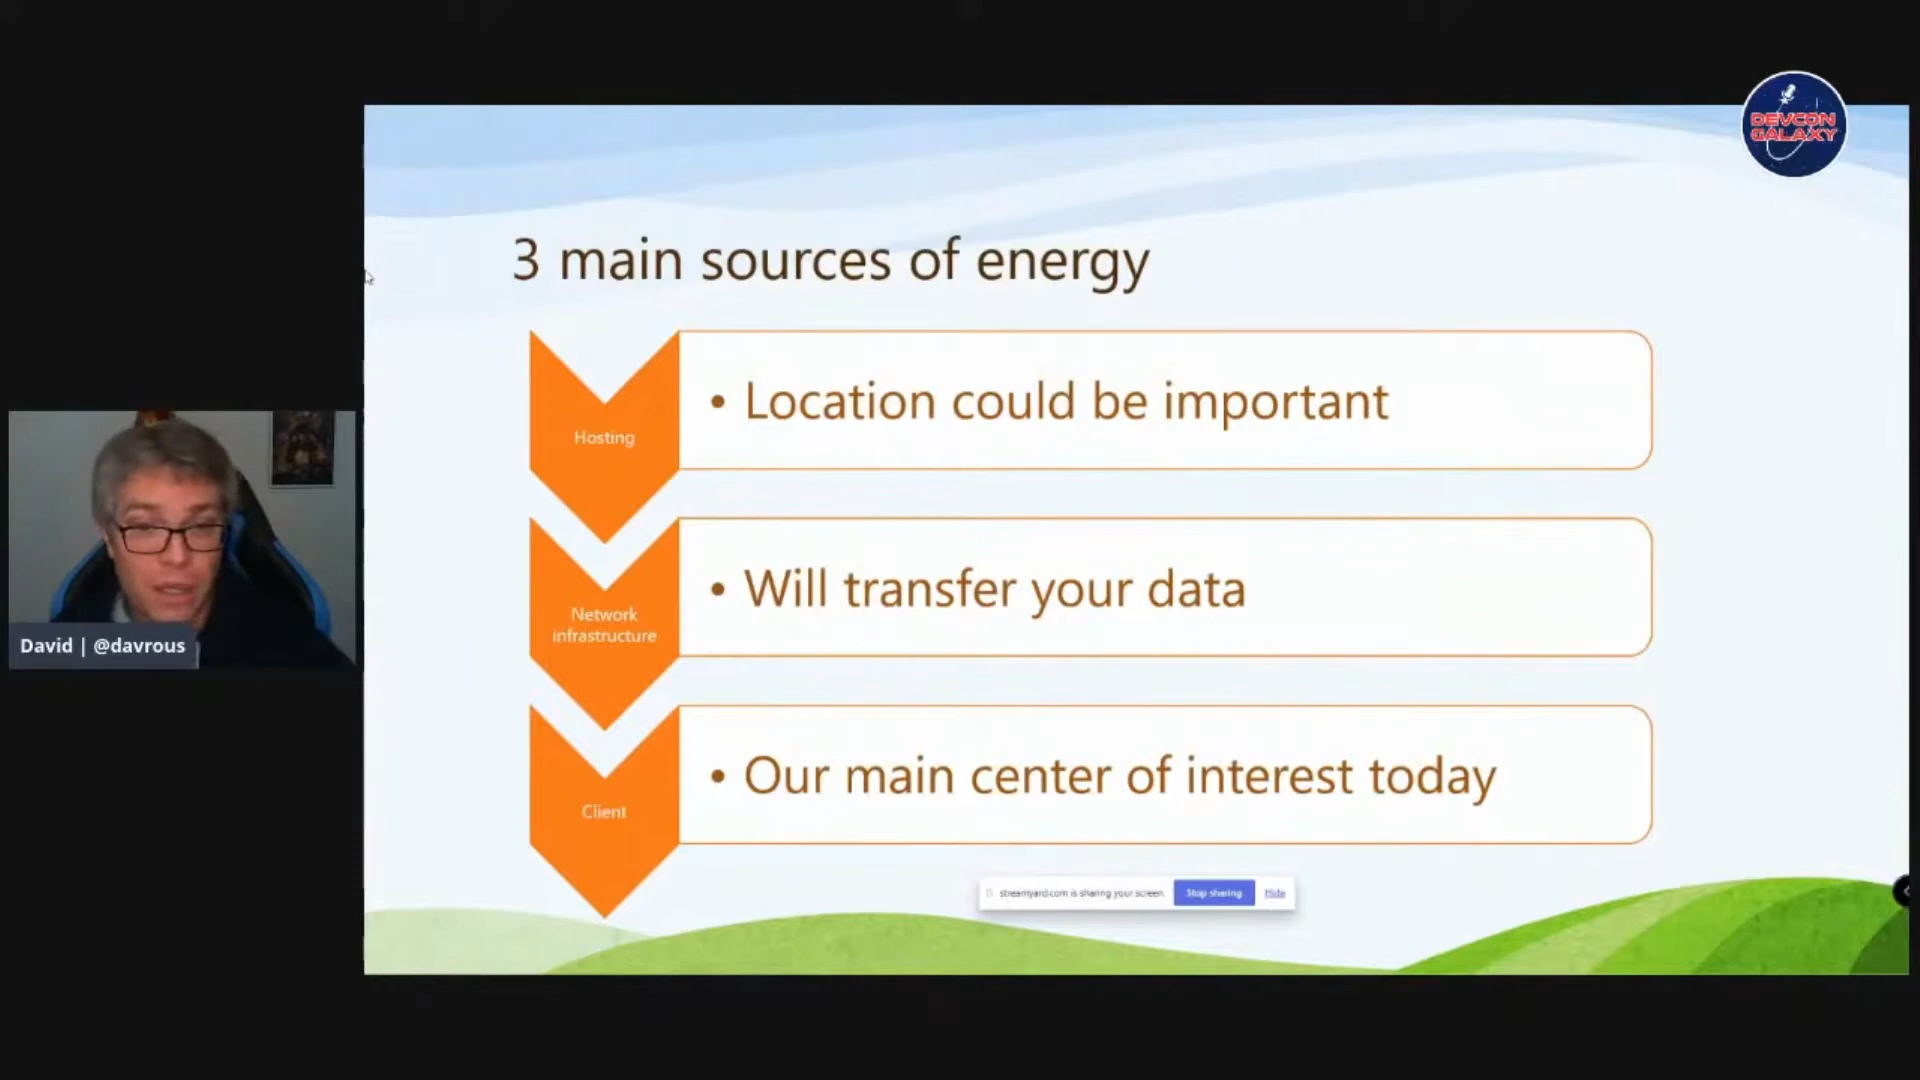 DEVCON
GALAXY
3 main sources of energy
Hosting
• Location could be important
Network
infrastructure
• Will transfer your data
Client
• Our main center of interest today
David | @davrous
streamyard.com is sharing your screen.
Stop sharing
Hide